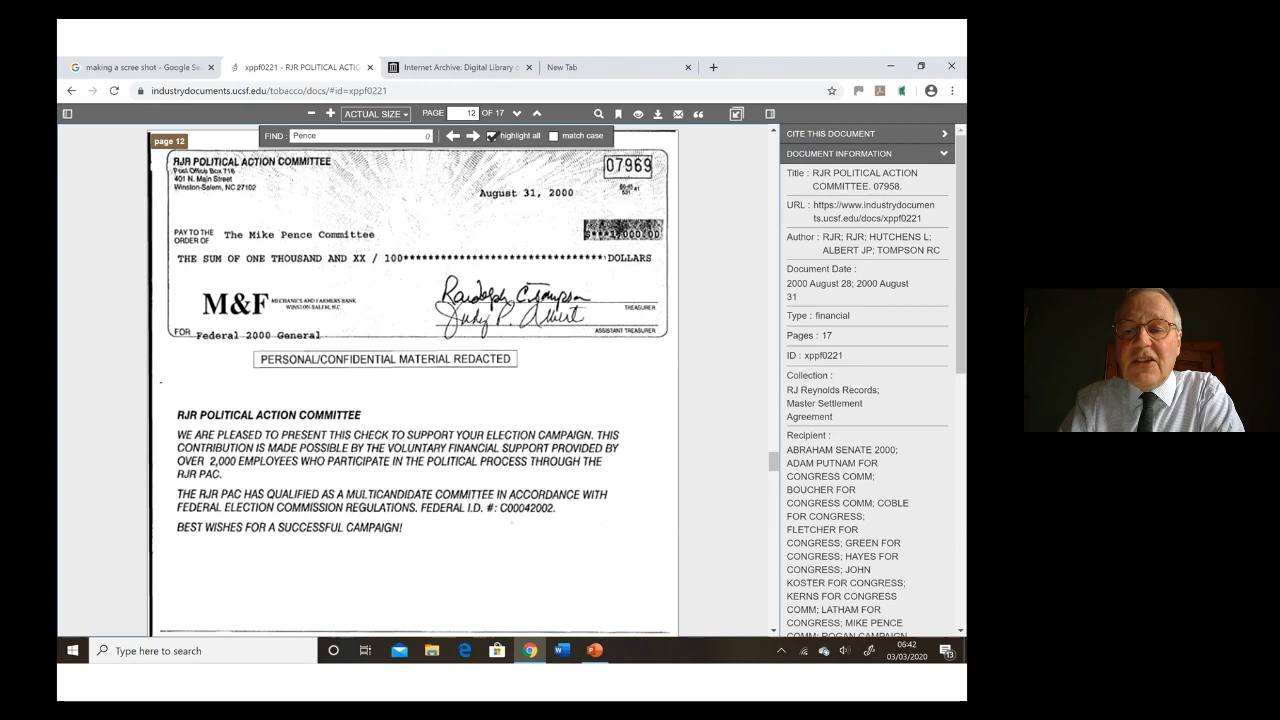 making a scree shot - Google Se
xppf0221 - RJR POLITICAL ACTIO
Internet Archive: Digital Library o
New Tab
industrydocuments.ucsf.edu/tobacco/docs/#id=xppf0221
ACTUAL SIZE
PAGE 12 OF 17
page 12
FIND: Pence 0 highlight all match case
RJR POLITICAL ACTION COMMITTEE
Post Office Box 718
401 N. Main Street
Winston-Salem, NC 27102
07969
August 31, 2000
PAY TO THE
ORDER OF The Mike Pence Committee
THE SUM OF ONE THOUSAND AND XX / 100*********************************DOLLARS
M&F MECHANICS AND FARMERS BANK
WINSTON-SALEM, N.C.
TREASURER
Judy P. Albert
ASSISTANT TREASURER
FOR Federal 2000 General
PERSONAL/CONFIDENTIAL MATERIAL REDACTED
RJR POLITICAL ACTION COMMITTEE
WE ARE PLEASED TO PRESENT THIS CHECK TO SUPPORT YOUR ELECTION CAMPAIGN. THIS
CONTRIBUTION IS MADE POSSIBLE BY THE VOLUNTARY FINANCIAL SUPPORT PROVIDED BY
OVER 2,000 EMPLOYEES WHO PARTICIPATE IN THE POLITICAL PROCESS THROUGH THE
RJR PAC.
THE RJR PAC HAS QUALIFIED AS A MULTICANDIDATE COMMITTEE IN ACCORDANCE WITH
FEDERAL ELECTION COMMISSION REGULATIONS. FEDERAL I.D. #: C00042002.
BEST WISHES FOR A SUCCESSFUL CAMPAIGN!
CITE THIS DOCUMENT
DOCUMENT INFORMATION
Title : RJR POLITICAL ACTION
COMMITTEE. 07958.
URL : https://www.industrydocumen
ts.ucsf.edu/docs/xppf0221
Author : RJR; RJR; HUTCHENS L;
ALBERT JP; TOMPSON RC
Document Date :
2000 August 28; 2000 August
31
Type : financial
Pages : 17
ID : xppf0221
Collection :
RJ Reynolds Records;
Master Settlement
Agreement
Recipient :
ABRAHAM SENATE 2000;
ADAM PUTNAM FOR
CONGRESS COMM;
BOUCHER FOR
CONGRESS COMM; COBLE
FOR CONGRESS;
FLETCHER FOR
CONGRESS; GREEN FOR
CONGRESS; HAYES FOR
CONGRESS; JOHN
KOSTER FOR CONGRESS;
KERNS FOR CONGRESS
COMM; LATHAM FOR
CONGRESS; MIKE PENCE
COMM; ROGAN CAMPAIGN
Type here to search
06:42
03/03/2020
13